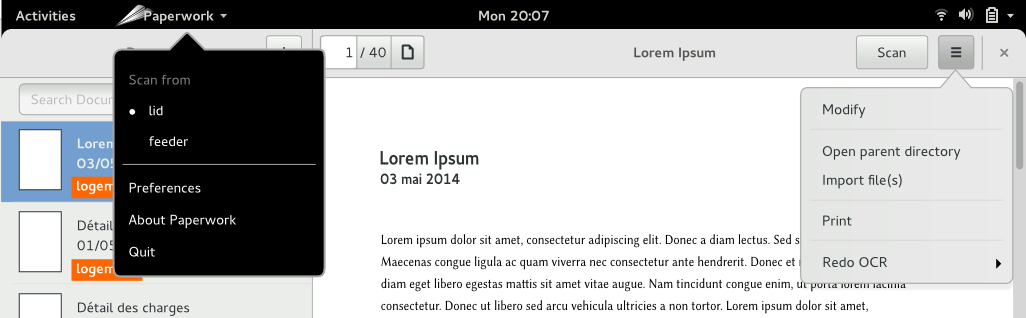 Activities Paperwork Mon 20:07
1 / 40 Lorem Ipsum Scan
Scan from
lid
feeder
Preferences
About Paperwork
Quit
Search Docu
Lorem
03/05
logem
Détail
01/05
logem
Détail des charges
Lorem Ipsum
03 mai 2014
Lorem ipsum dolor sit amet, consectetur adipiscing elit. Donec a diam lectus. Sed s
Maecenas congue ligula ac quam viverra nec consectetur ante hendrerit. Donec et
diam eget libero egestas mattis sit amet vitae augue. Nam tincidunt congue enim, ut porta lorem lacinia
consectetur. Donec ut libero sed arcu vehicula ultricies a non tortor. Lorem ipsum dolor sit amet,
Modify
Open parent directory
Import file(s)
Print
Redo OCR